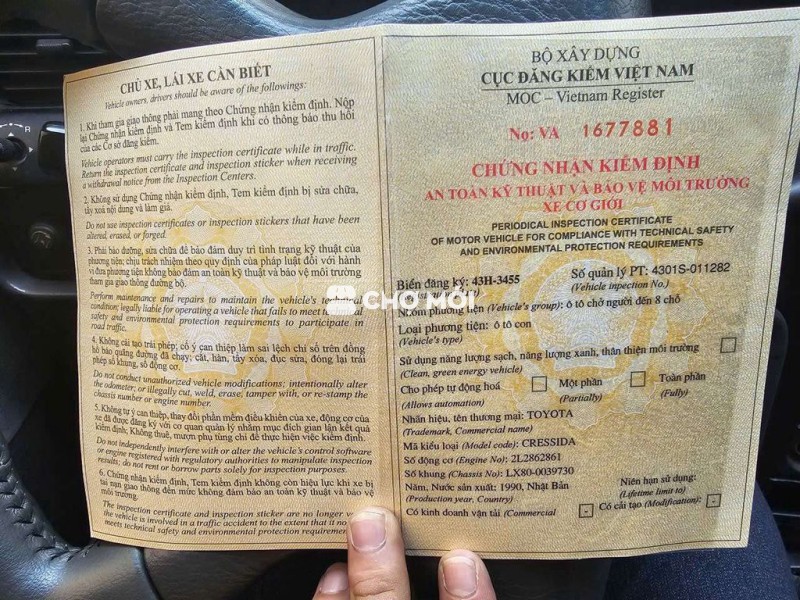 CHỦ XE, LÁI XE CẦN BIẾT
Vehicle owners, drivers should be aware of the followings:
1. Khi tham gia giao thông phải mang theo Chứng nhận kiểm định. Nộp
lại Chứng nhận kiểm định và Tem kiểm định khi có thông báo thu hồi
của các Cơ sở đăng kiểm.
Vehicle operators must carry the inspection certificate while in traffic.
Return the inspection certificate and inspection sticker when receiving
a withdrawal notice from the Inspection Centers.
2. Không sử dụng Chứng nhận kiểm định, Tem kiểm định bị sửa chữa,
tẩy xoá nội dung và làm giả.
Do not use inspection certificates or inspection stickers that have been
altered, erased, or forged.
3. Phải bảo dưỡng, sửa chữa để bảo đảm duy trì tình trạng kỹ thuật của
phương tiện; chịu trách nhiệm theo quy định của pháp luật đối với hành
vi đưa phương tiện không bảo đảm an toàn kỹ thuật và bảo vệ môi trường
tham gia giao thông đường bộ.
Perform maintenance and repairs to maintain the vehicle's technical
condition; legally liable for operating a vehicle that fails to meet
safety and environmental protection requirements to participate in
road traffic.
4. Không cải tạo trái phép; cố ý can thiệp làm sai lệch chỉ số trên đồng
hồ báo quãng đường đã chạy; cắt, hàn, tẩy xóa, đục sửa, đóng lại trái
phép số khung, số động cơ.
Do not conduct unauthorized vehicle modifications; intentionally alter
the odometer; or illegally cut, weld, erase, tamper with, or re-stamp the
chassis number or engine number.
5. Không tự ý can thiệp, thay đổi phần mềm điều khiển của xe, động cơ của
xe đã được đăng ký với cơ quan quản lý nhằm mục đích gian lận kết quả
kiểm định; Không thuê, mượn phụ tùng chỉ để thực hiện việc kiểm định.
Do not independently interfere with or alter the vehicle's control software
or engine registered with regulatory authorities to manipulate inspection
results; do not rent or borrow parts solely for inspection purposes.
6. Chứng nhận kiểm định, Tem kiểm định không còn hiệu lực khi xe bị
tai nạn giao thông đến mức không đảm bảo an toàn kỹ thuật và bảo vệ
môi trường.
The inspection certificate and inspection sticker are no longer
the vehicle is involved in a traffic accident to the extent that it no
meets technical safety and environmental protection requirements
BỘ XÂY DỰNG
CỤC ĐĂNG KIỂM VIỆT NAM
MOC – Vietnam Register
No: VA 1677881
CHỨNG NHẬN KIỂM ĐỊNH
AN TOÀN KỸ THUẬT VÀ BẢO VỆ MÔI TRƯỜNG
XE CƠ GIỚI
PERIODICAL INSPECTION CERTIFICATE
OF MOTOR VEHICLE FOR COMPLIANCE WITH TECHNICAL SAFETY
AND ENVIRONMENTAL PROTECTION REQUIREMENTS
Biển đăng ký: 43H-3455 Số quản lý PT: 4301S-011282
(Vehicle inspection No.)
CHỢ MỚI
Nhóm phương tiện (Vehicle's group): ô tô chở người đến 8 chỗ
Loại phương tiện: ô tô con
(Vehicle's type)
Sử dụng năng lượng sạch, năng lượng xanh, thân thiện môi trường
(Clean, green energy vehicle)
Cho phép tự động hoá Một phần Toàn phần
(Allows automation) (Partially) (Fully)
Nhãn hiệu, tên thương mại: TOYOTA
(Trademark, Commercial name)
Mã kiểu loại (Model code): CRESSIDA
Số động cơ (Engine No): 2L2862861
Số khung (Chassis No): LX80-0039730
Năm, Nước sản xuất: 1990, Nhật Bản Niên hạn sử dụng:
(Production year, Country) (Lifetime limit to)
Có kinh doanh vận tải (Commercial - Có cải tạo (Modification): -